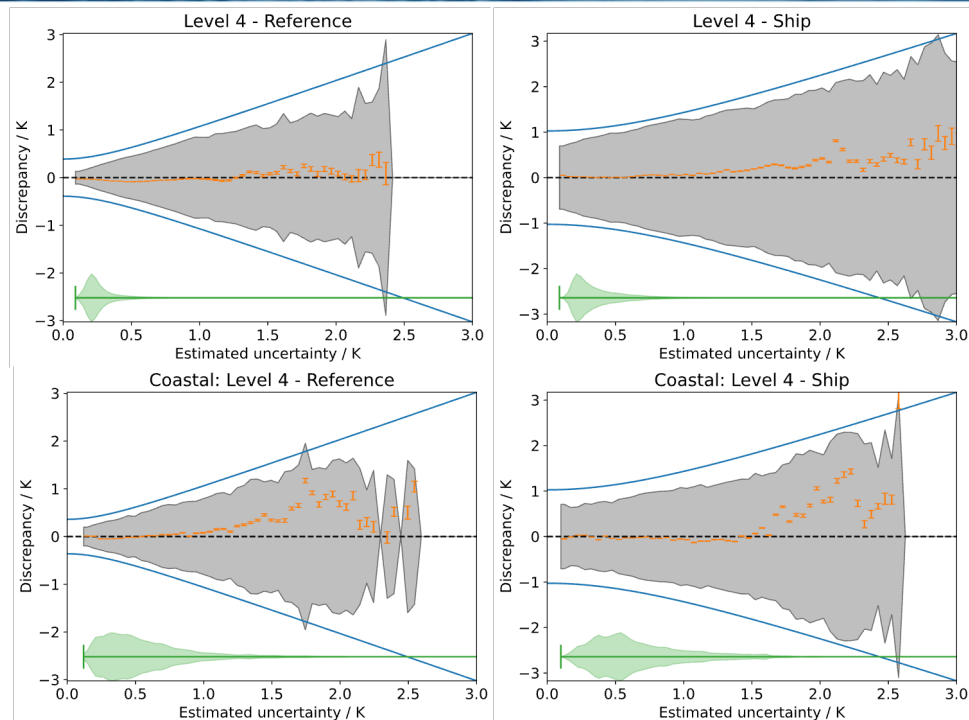 Level 4 - Reference
3
2
1
0
−1
−2
−3
Discrepancy / K
0.0 0.5 1.0 1.5 2.0 2.5 3.0
Estimated uncertainty / K
Level 4 - Ship
3
2
1
0
−1
−2
−3
Discrepancy / K
0.0 0.5 1.0 1.5 2.0 2.5 3.0
Estimated uncertainty / K
Coastal: Level 4 - Reference
3
2
1
0
−1
−2
−3
Discrepancy / K
0.0 0.5 1.0 1.5 2.0 2.5 3.0
Estimated uncertainty / K
Coastal: Level 4 - Ship
3
2
1
0
−1
−2
−3
Discrepancy / K
0.0 0.5 1.0 1.5 2.0 2.5 3.0
Estimated uncertainty / K